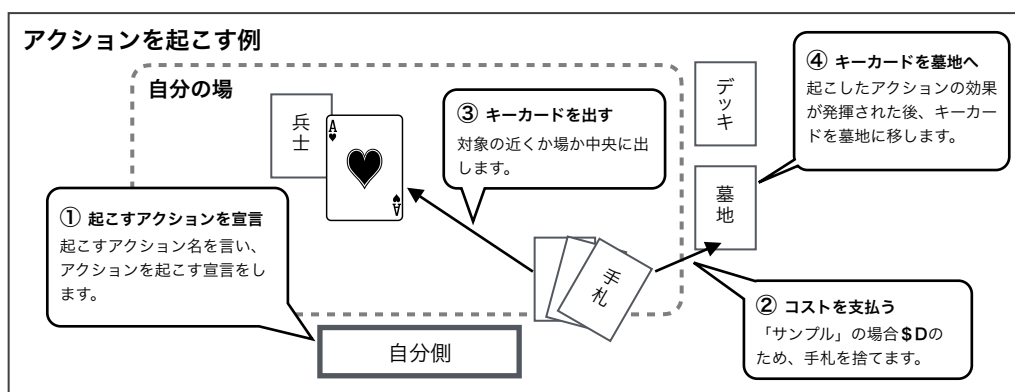 アクションを起こす例
自分の場
兵
士
A
A
① 起こすアクションを宣言
起こすアクション名を言い、
アクションを起こす宣言をし
ます。
③ キーカードを出す
対象の近くか場か中央に出
します。
手札
自分側
デッキ
墓地
④ キーカードを墓地へ
起こしたアクションの効果
が発揮された後、キーカー
ドを墓地に移します。
② コストを支払う
「サンプル」の場合$Dの
ため、手札を捨てます。